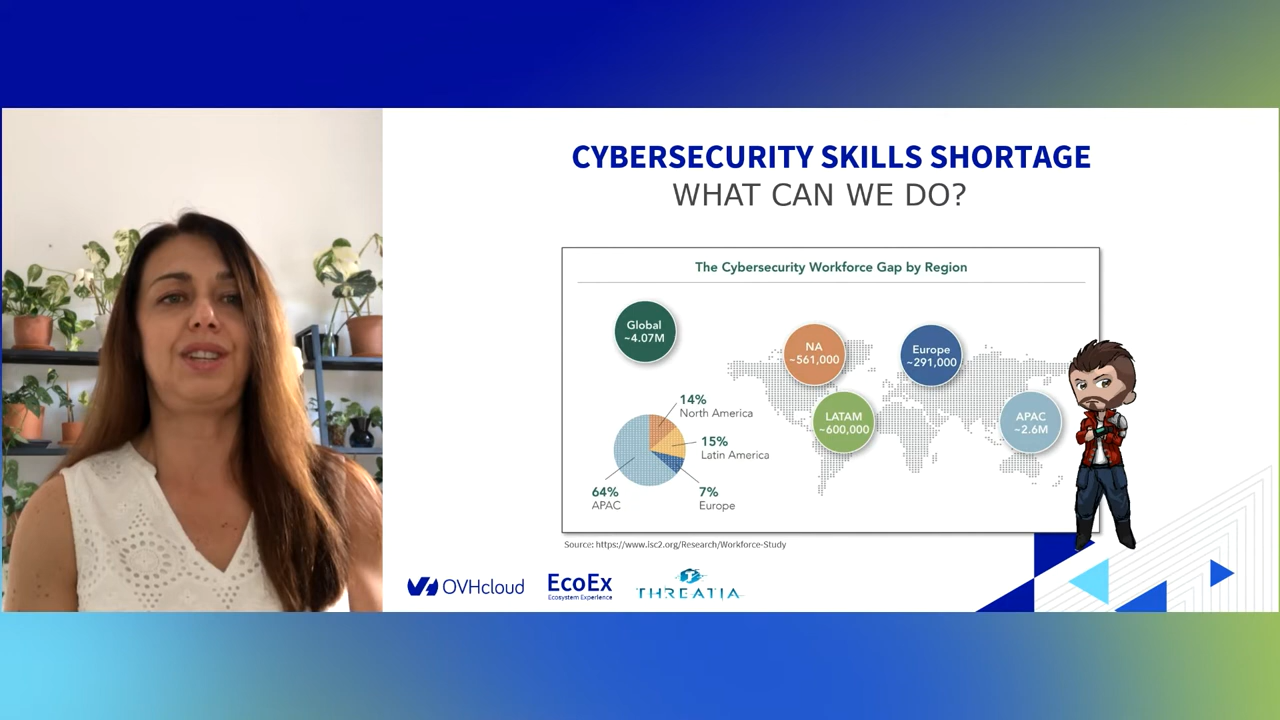 CYBERSECURITY SKILLS SHORTAGE
WHAT CAN WE DO?
The Cybersecurity Workforce Gap by Region
Global
~4.07M
NA
~561,000
Europe
~291,000
LATAM
~600,000
APAC
~2.6M
14%
North America
15%
Latin America
64%
APAC
7%
Europe
Source: https://www.isc2.org/Research/Workforce-Study
OVHcloud
EcoEx
Ecosystem Experience
THREATIA